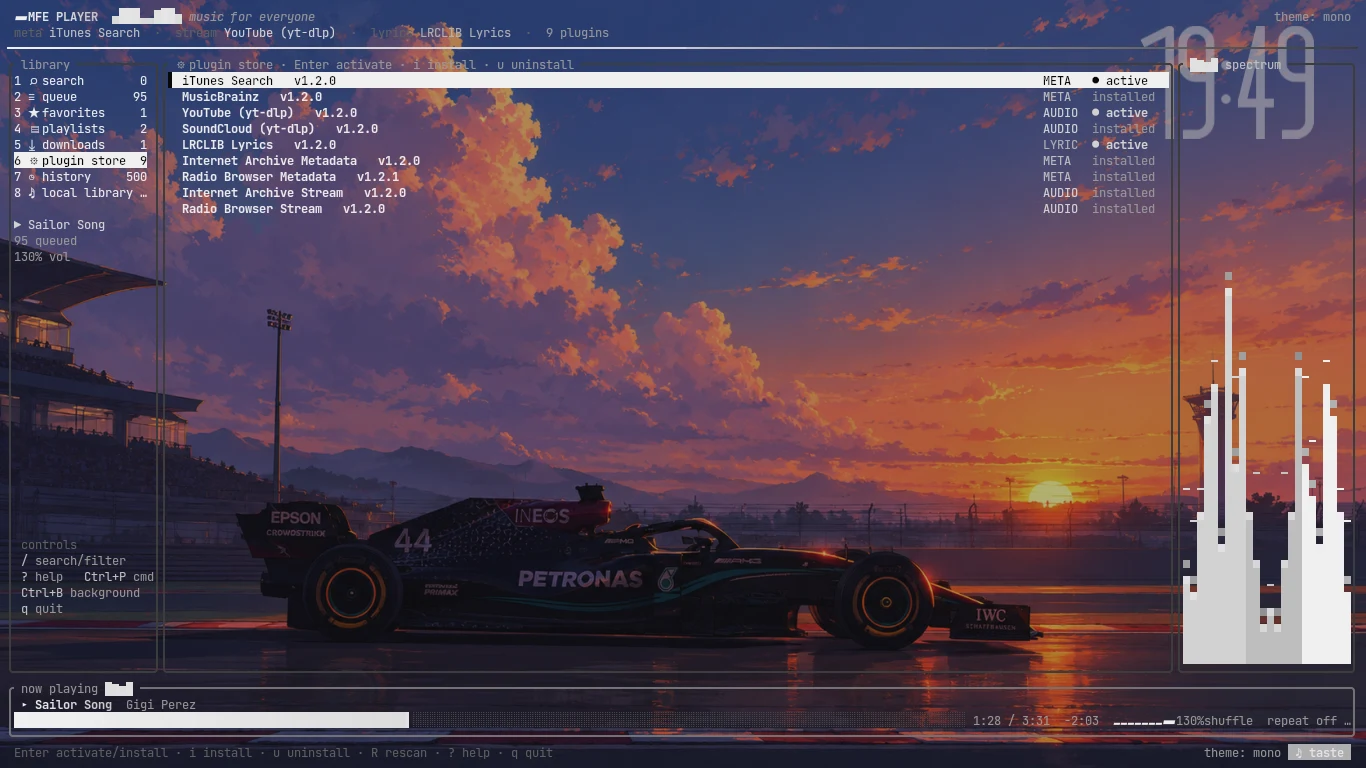 MFE PLAYER music for everyone theme: mono
meta iTunes Search · stream YouTube (yt-dlp) · lyric LRCLIB Lyrics · 9 plugins
19:49
library
1 search 0
2 queue 95
3 favorites 1
4 playlists 2
5 downloads 1
6 plugin store 9
7 history 500
8 local library …
▶ Sailor Song
95 queued
130% vol
controls
/ search/filter
? help Ctrl+P cmd
Ctrl+B background
q quit
plugin store · Enter activate · i install · u uninstall
iTunes Search v1.2.0 META ● active
MusicBrainz v1.2.0 META installed
YouTube (yt-dlp) v1.2.0 AUDIO ● active
SoundCloud (yt-dlp) v1.2.0 AUDIO installed
LRCLIB Lyrics v1.2.0 LYRIC ● active
Internet Archive Metadata v1.2.0 META installed
Radio Browser Metadata v1.2.1 META installed
Internet Archive Stream v1.2.0 AUDIO installed
Radio Browser Stream v1.2.0 AUDIO installed
spectrum
EPSON
CROWDSTRIKE
44
INEOS
AMG
AMG
PETRONAS
IWC
SCHAFFHAUSEN
now playing
▸ Sailor Song Gigi Perez
1:28 / 3:31 -2:03 130%shuffle repeat off …
Enter activate/install · i install · u uninstall · R rescan · ? help · q quit
theme: mono ♪ taste